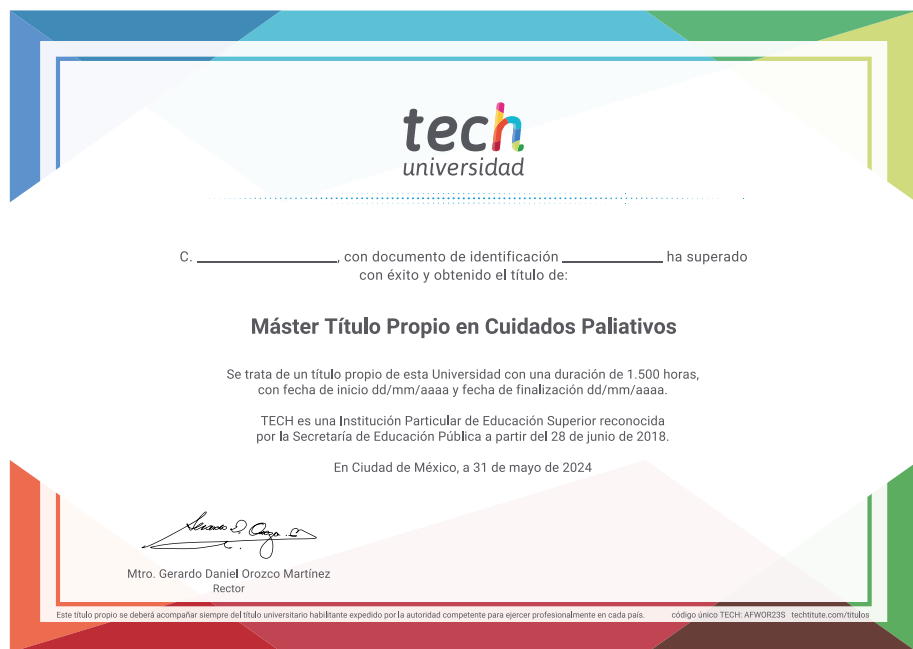 tech
universidad
C. ____________, con documento de identificación ____________ ha superado
con éxito y obtenido el título de:
Máster Título Propio en Cuidados Paliativos
Se trata de un título propio de esta Universidad con una duración de 1.500 horas,
con fecha de inicio dd/mm/aaaa y fecha de finalización dd/mm/aaaa.
TECH es una Institución Particular de Educación Superior reconocida
por la Secretaría de Educación Pública a partir del 28 de junio de 2018.
En Ciudad de México, a 31 de mayo de 2024
Mtro. Gerardo Daniel Orozco Martínez
Rector
Este título propio se deberá acompañar siempre del título universitario habilitante expedido por la autoridad competente para ejercer profesionalmente en cada país. código único TECH: AFWOR23S techtitute.com/titulos